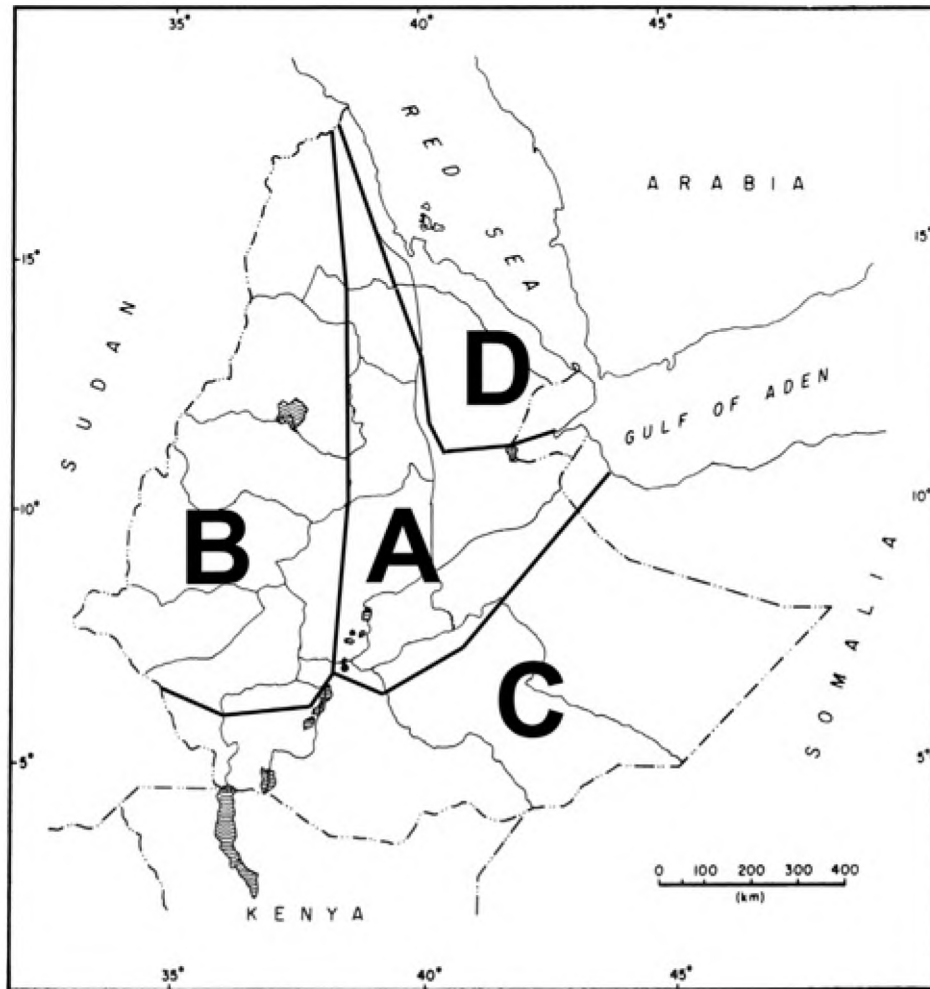 35°
40°
45°
RED SEA
ARABIA
15°
15°
SUDAN
D
GULF OF ADEN
10°
10°
B
A
SOMALIA
C
5°
5°
0 100 200 300 400
(km)
KENYA
35°
40°
45°